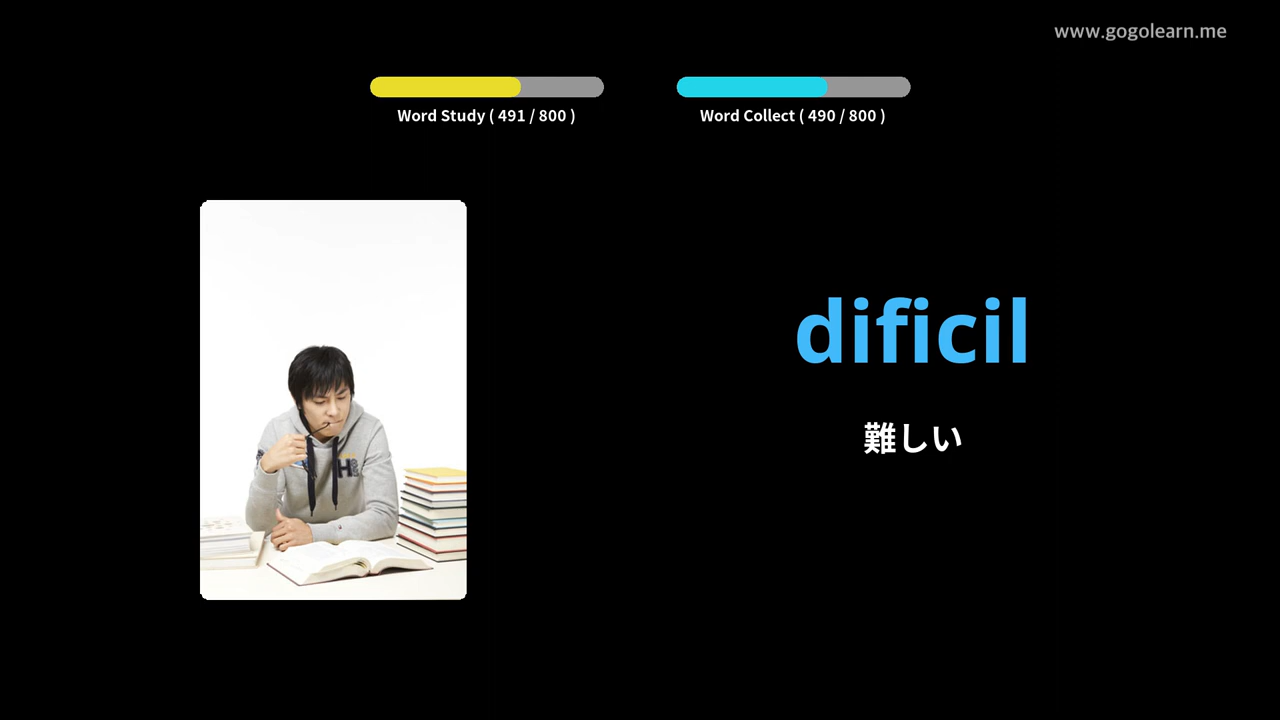 www.gogolearn.me
Word Study ( 491 / 800 )
Word Collect ( 490 / 800 )
dificil
難しい
H